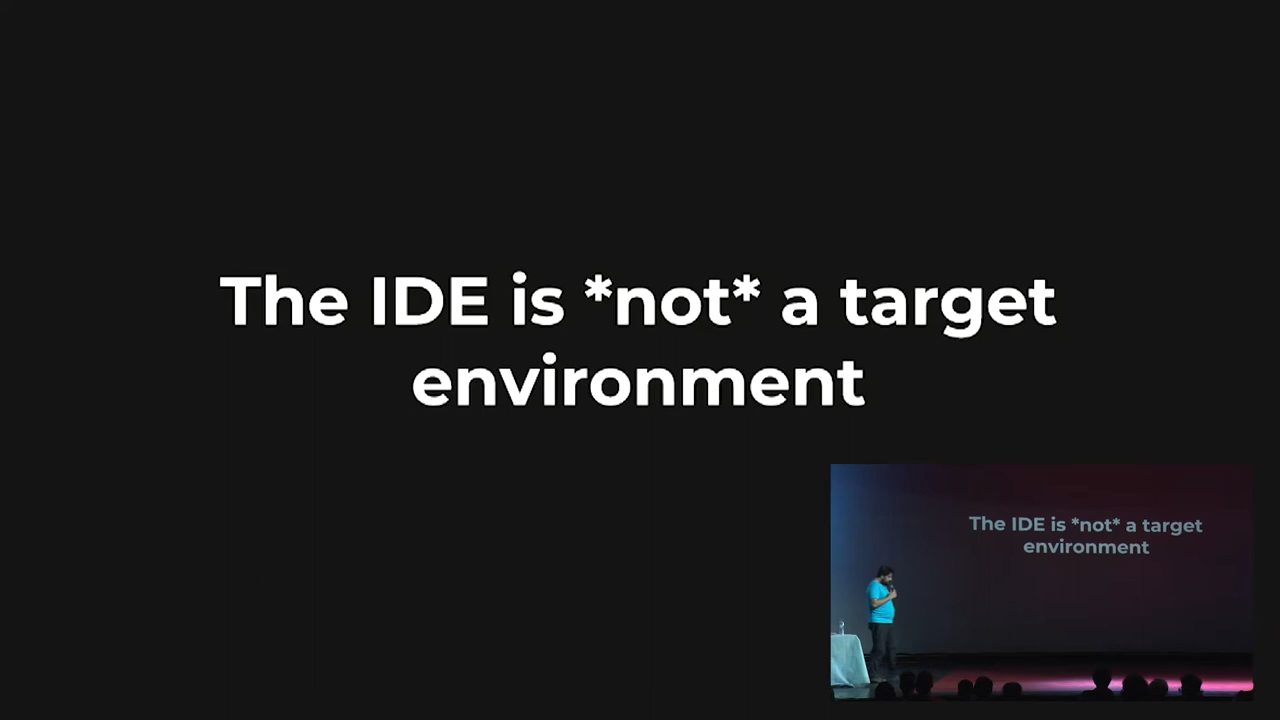 The IDE is *not* a target
environment
The IDE is *not* a target
environment